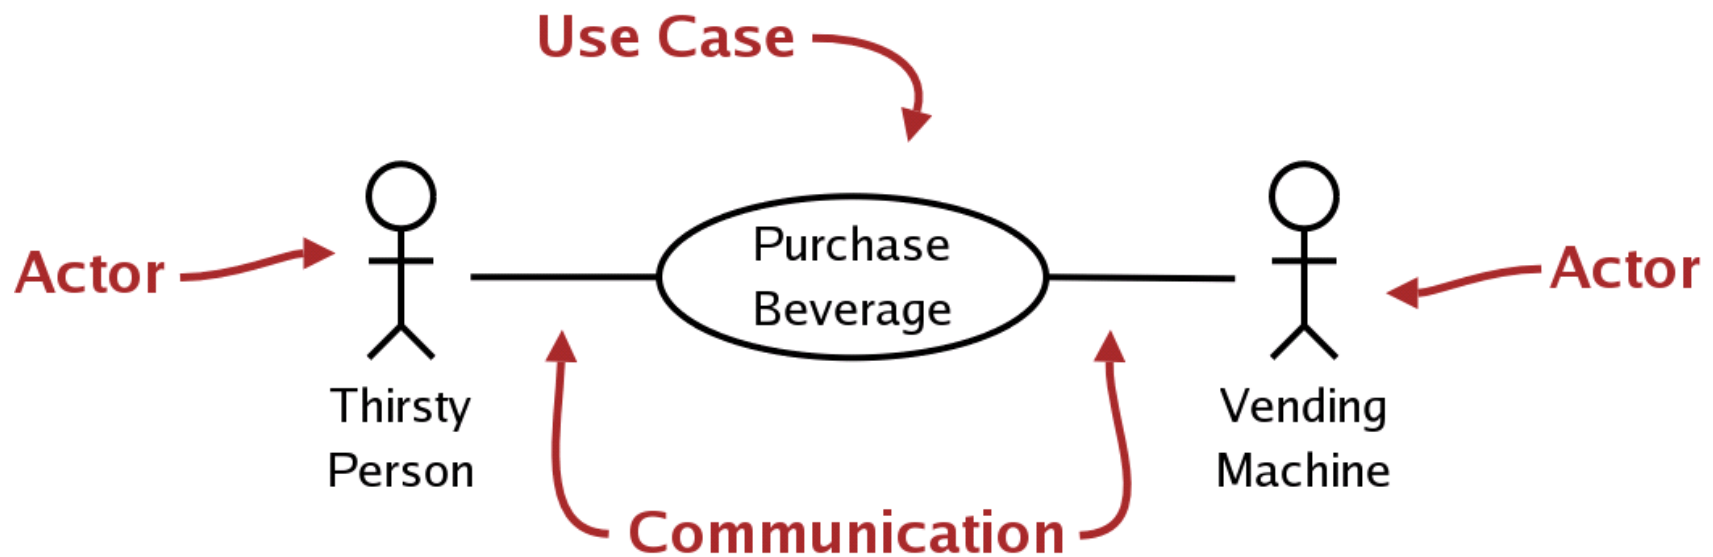 Use Case
Actor
Purchase
Beverage
Actor
Thirsty
Person
Vending
Machine
Communication